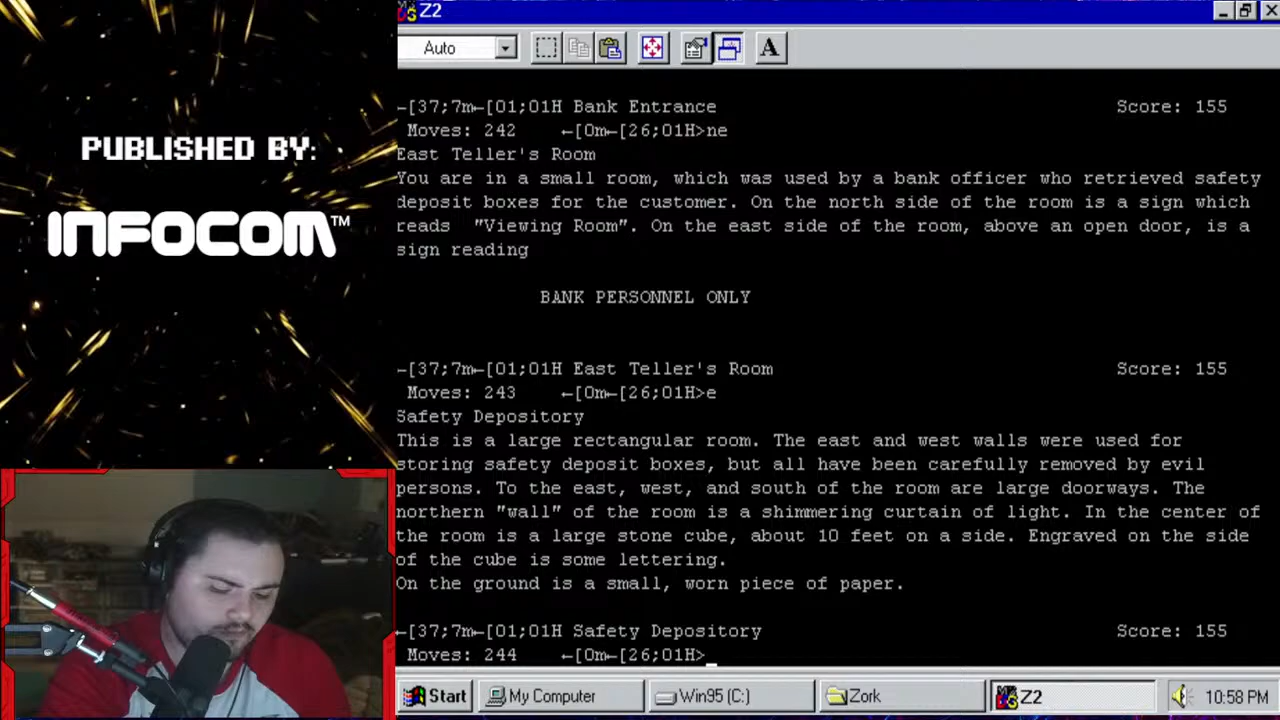 PUBLISHED BY:
INFOCOM™
Z2
Auto
A
←[37;7m←[01;01H Bank Entrance Score: 155
Moves: 242 ←[0m←[26;01H>ne
East Teller's Room
You are in a small room, which was used by a bank officer who retrieved safety
deposit boxes for the customer. On the north side of the room is a sign which
reads "Viewing Room". On the east side of the room, above an open door, is a
sign reading
BANK PERSONNEL ONLY
←[37;7m←[01;01H East Teller's Room Score: 155
Moves: 243 ←[0m←[26;01H>e
Safety Depository
This is a large rectangular room. The east and west walls were used for
storing safety deposit boxes, but all have been carefully removed by evil
persons. To the east, west, and south of the room are large doorways. The
northern "wall" of the room is a shimmering curtain of light. In the center of
the room is a large stone cube, about 10 feet on a side. Engraved on the side
of the cube is some lettering.
On the ground is a small, worn piece of paper.
←[37;7m←[01;01H Safety Depository Score: 155
Moves: 244 ←[0m←[26;01H>_
Start My Computer Win95 (C:) Zork Z2 10:58 PM